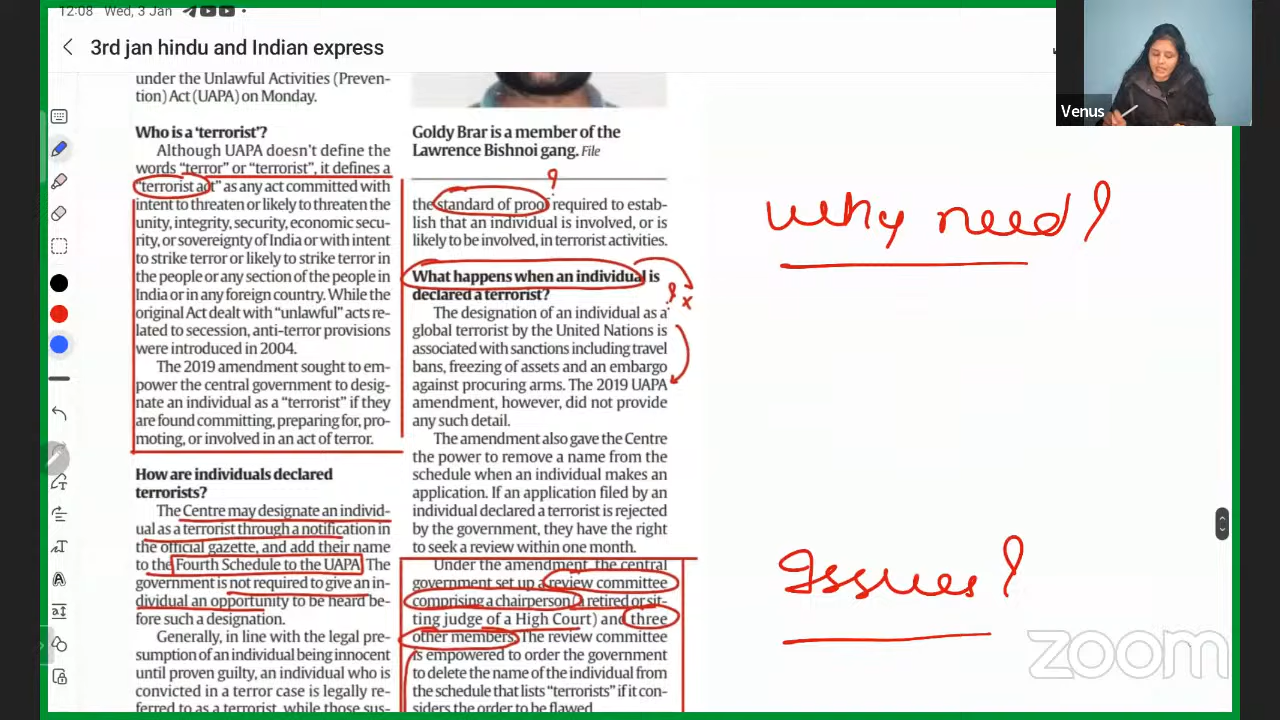 12:08 Wed, 3 Jan
3rd jan hindu and Indian express
Venus
under the Unlawful Activities (Preven-
tion) Act (UAPA) on Monday.
Who is a ‘terrorist’?
Although UAPA doesn’t define the
words “terror” or “terrorist”, it defines a
“terrorist act” as any act committed with
intent to threaten or likely to threaten the
unity, integrity, security, economic secu-
rity, or sovereignty of India or with intent
to strike terror or likely to strike terror in
the people or any section of the people in
India or in any foreign country. While the
original Act dealt with “unlawful” acts re-
lated to secession, anti-terror provisions
were introduced in 2004.
The 2019 amendment sought to em-
power the central government to desig-
nate an individual as a “terrorist” if they
are found committing, preparing for, pro-
moting, or involved in an act of terror.
How are individuals declared
terrorists?
The Centre may designate an individ-
ual as a terrorist through a notification in
the official gazette, and add their name
to the Fourth Schedule to the UAPA. The
government is not required to give an in-
dividual an opportunity to be heard be-
fore such a designation.
Generally, in line with the legal pre-
sumption of an individual being innocent
until proven guilty, an individual who is
convicted in a terror case is legally re-
ferred to as a terrorist, while those sus-
Goldy Brar is a member of the
Lawrence Bishnoi gang. File
the standard of proof required to estab-
lish that an individual is involved, or is
likely to be involved, in terrorist activities.
What happens when an individual is
declared a terrorist?
The designation of an individual as a
global terrorist by the United Nations is
associated with sanctions including travel
bans, freezing of assets and an embargo
against procuring arms. The 2019 UAPA
amendment, however, did not provide
any such detail.
The amendment also gave the Centre
the power to remove a name from the
schedule when an individual makes an
application. If an application filed by an
individual declared a terrorist is rejected
by the government, they have the right
to seek a review within one month.
Under the amendment, the central
government set up a review committee
comprising a chairperson (a retired or sit-
ting judge of a High Court) and three
other members. The review committee
is empowered to order the government
to delete the name of the individual from
the schedule that lists “terrorists” if it con-
siders the order to be flawed.
Why need?
Issues?
zoom